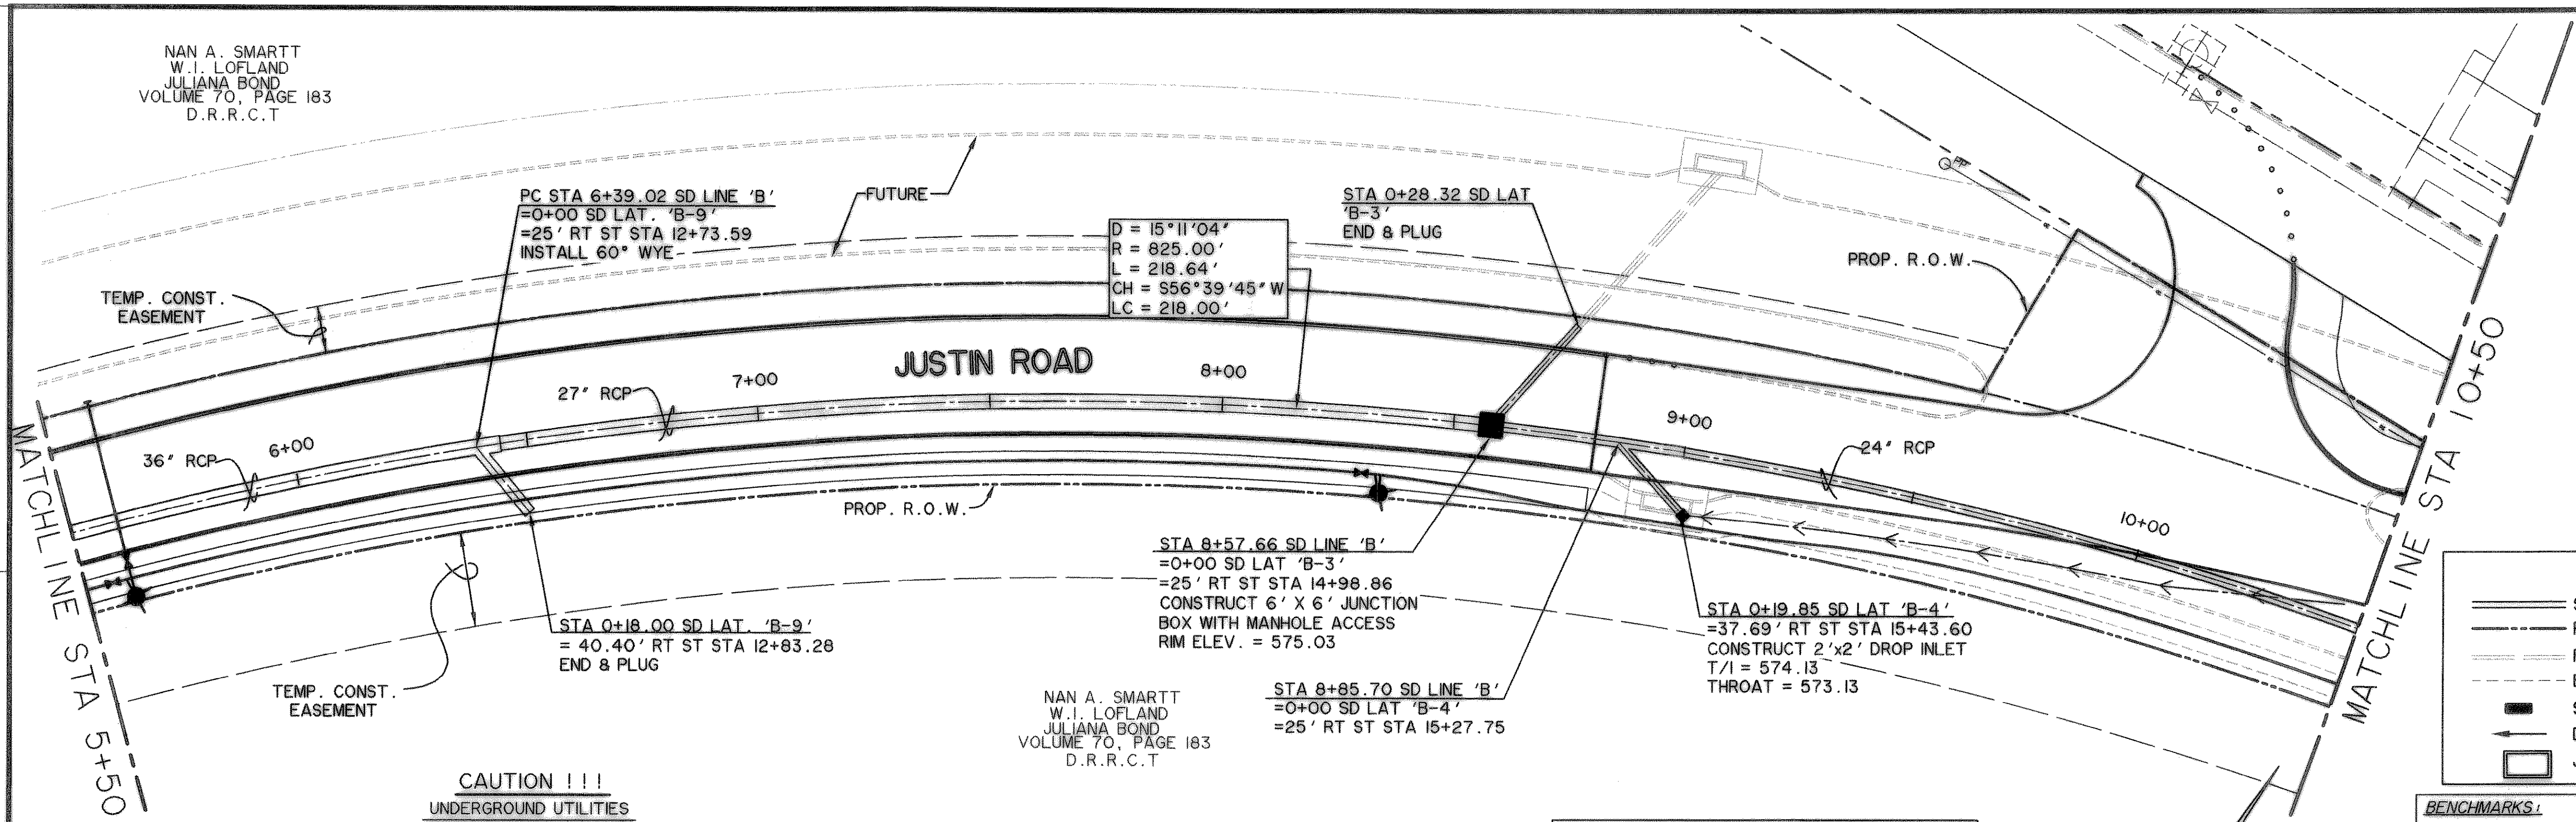 NAN A. SMARTT
W.I. LOFLAND
JULIANA BOND
VOLUME 70, PAGE 183
D.R.R.C.T
PC STA 6+39.02 SD LINE 'B'
=0+00 SD LAT. 'B-9'
=25' RT ST STA 12+73.59
INSTALL 60° WYE
FUTURE
D = 15°11'04"
R = 825.00'
L = 218.64'
CH = S56°39'45" W
LC = 218.00'
STA 0+28.32 SD LAT
'B-3'
END & PLUG
PP
PROP. R.O.W.
TEMP. CONST.
EASEMENT
JUSTIN ROAD
27" RCP
7+00
8+00
9+00
24" RCP
36" RCP
6+00
10+00
MATCHLINE STA 5+50
MATCHLINE STA 10+50
PROP. R.O.W.
STA 0+18.00 SD LAT. 'B-9'
= 40.40' RT ST STA 12+83.28
END & PLUG
TEMP. CONST.
EASEMENT
STA 8+57.66 SD LINE 'B'
=0+00 SD LAT 'B-3'
=25' RT ST STA 14+98.86
CONSTRUCT 6' X 6' JUNCTION
BOX WITH MANHOLE ACCESS
RIM ELEV. = 575.03
STA 0+19.85 SD LAT 'B-4'
=37.69' RT ST STA 15+43.60
CONSTRUCT 2'x2' DROP INLET
T/I = 574.13
THROAT = 573.13
STA 8+85.70 SD LINE 'B'
=0+00 SD LAT 'B-4'
=25' RT ST STA 15+27.75
NAN A. SMARTT
W.I. LOFLAND
JULIANA BOND
VOLUME 70, PAGE 183
D.R.R.C.T
CAUTION !!!
UNDERGROUND UTILITIES
BENCHMARKS: